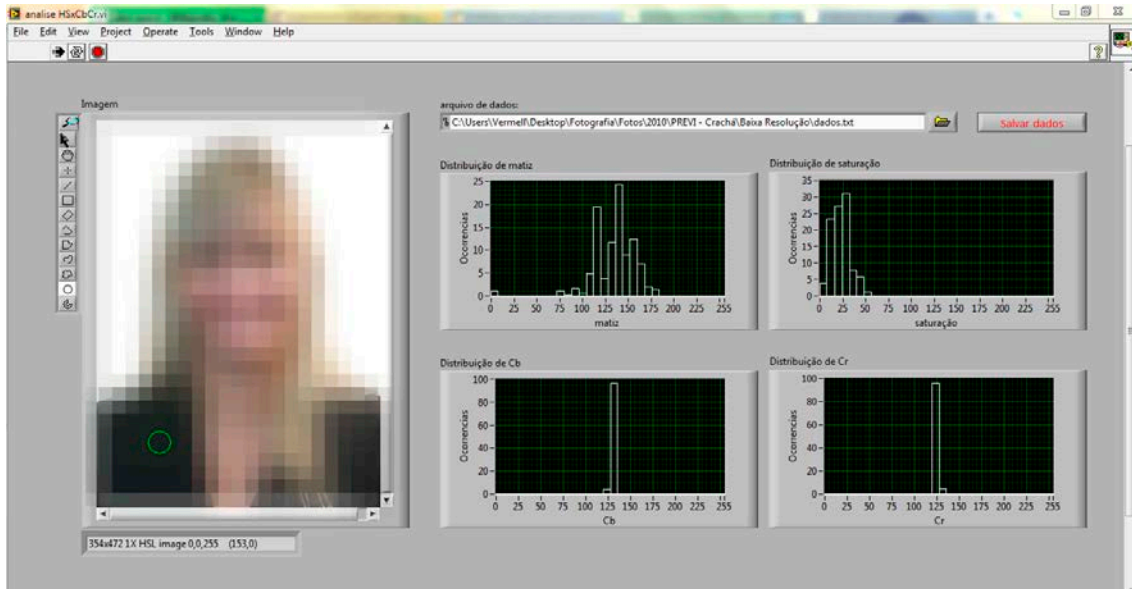 analise HSxCbCr.vi
File Edit View Project Operate Tools Window Help
Imagem
arquivo de dados:
C:\Users\Vermell\Desktop\Fotografia\Fotos\2010\PREVI - Crachá\Baixa Resolução\dados.txt
Salvar dados
Distribuição de matiz
Ocorrencias
25
20
15
10
5
0
0 25 50 75 100 125 150 175 200 225 255
matiz
Distribuição de saturação
Ocorrencias
35
30
25
20
15
10
5
0
0 25 50 75 100 125 150 175 200 225 255
saturação
Distribuição de Cb
Ocorrencias
100
80
60
40
20
0
0 25 50 75 100 125 150 175 200 225 255
Cb
Distribuição de Cr
Ocorrencias
100
80
60
40
20
0
0 25 50 75 100 125 150 175 200 225 255
Cr
354x472 1X HSL image 0,0,255 (153,0)